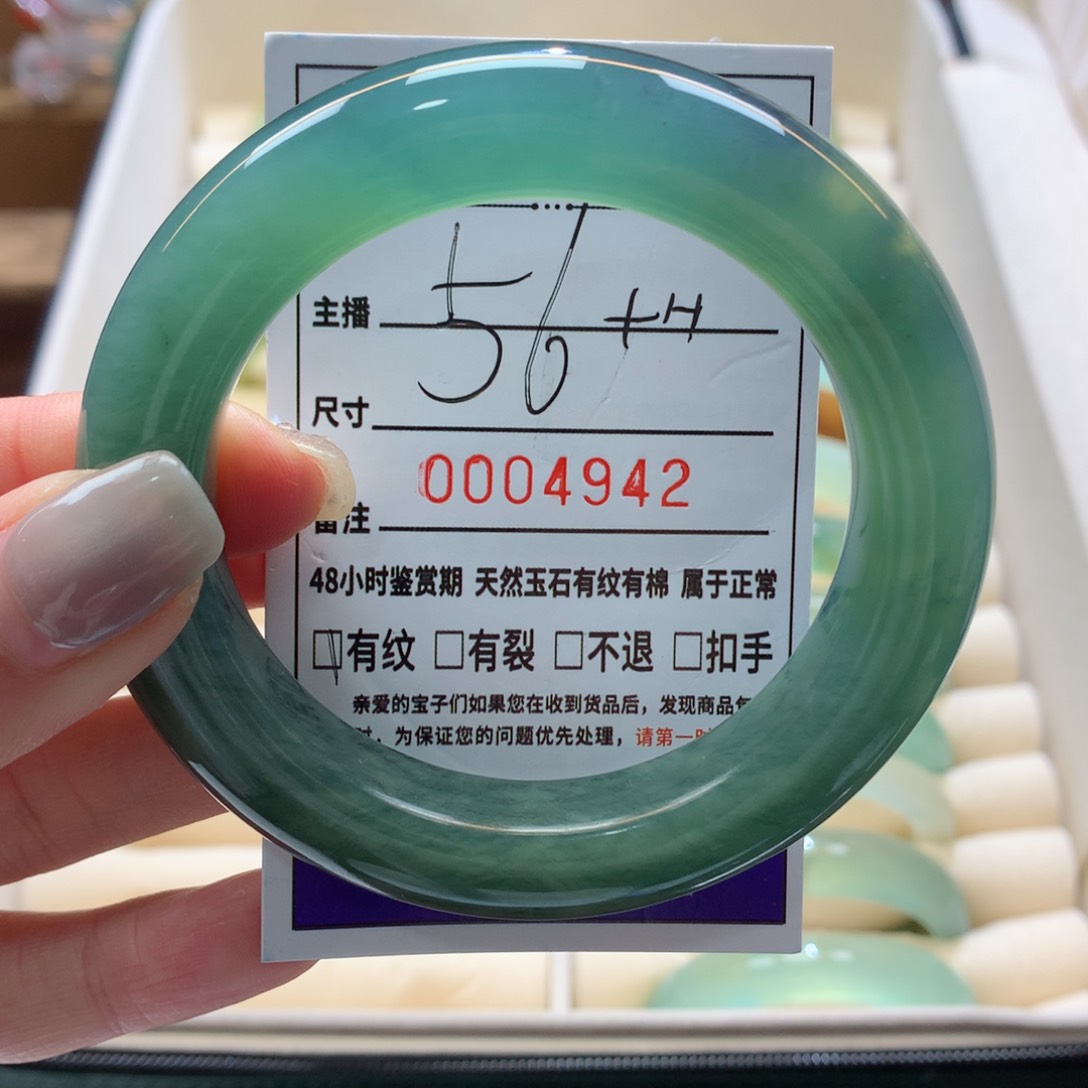 主播 56 +H
尺寸
0004942
备注
48小时鉴赏期 天然玉石有纹有棉 属于正常
☑有纹 □有裂 □不退 □扣手
亲爱的宝子们如果您在收到货品后，发现商品
时，为保证您的问题优先处理，请第一时